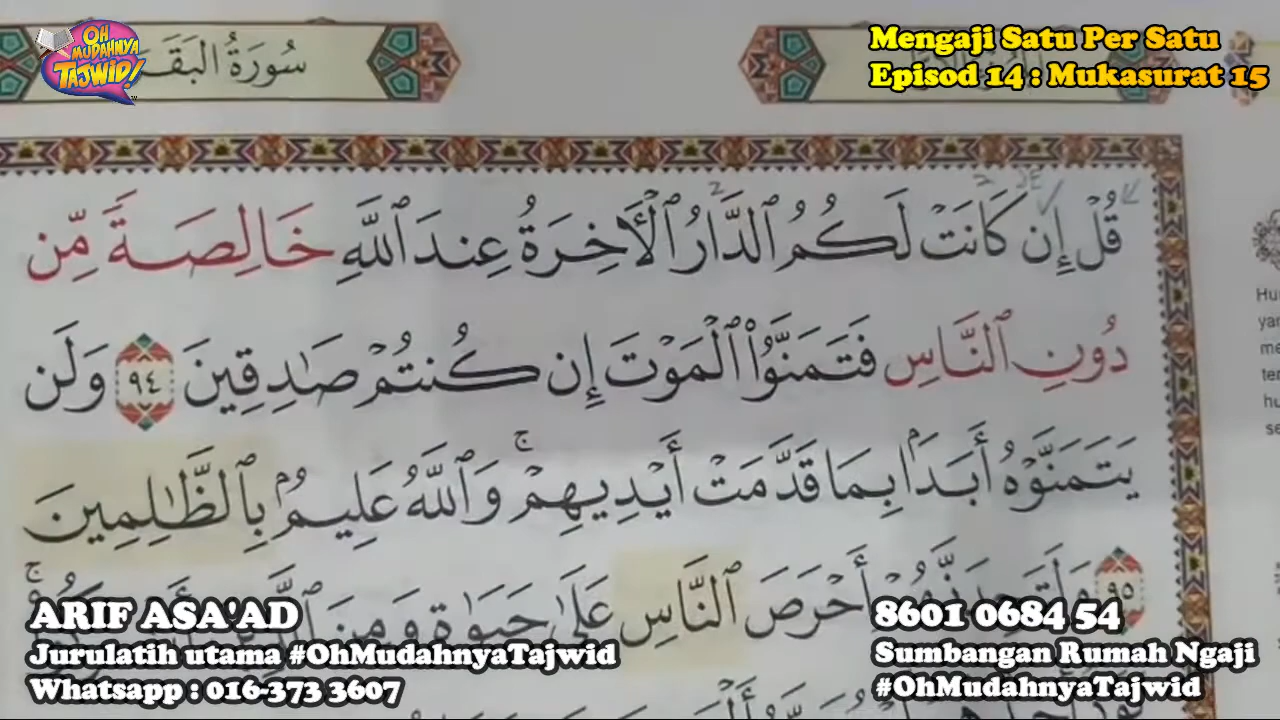 OH MUDAHNYA TAJWID!
سُورَةُ البَقَ
Mengaji Satu Per Satu
Episod 14 : Mukasurat 15
قُلْ إِن كَانَتْ لَكُمُ ٱلدَّارُ ٱلْأَخِرَةُ عِندَ ٱللَّهِ خَالِصَةً مِّن
دُونِ ٱلنَّاسِ فَتَمَنَّوُا۟ ٱلْمَوْتَ إِن كُنتُمْ صَـٰدِقِينَ ٩٤ وَلَن
يَتَمَنَّوْهُ أَبَدًۢا بِمَا قَدَّمَتْ أَيْدِيهِمْ ۚ وَٱللَّهُ عَلِيمٌۢ بِٱلظَّـٰلِمِينَ
٩٥ وَلَتَجِدَنَّهُمْ أَحْرَصَ ٱلنَّاسِ عَلَىٰ حَيَوٰةٍ وَمِنَ
ARIF ASA'AD
Jurulatih utama #OhMudahnyaTajwid
Whatsapp : 016-373 3607
8601 0684 54
Sumbangan Rumah Ngaji
#OhMudahnyaTajwid